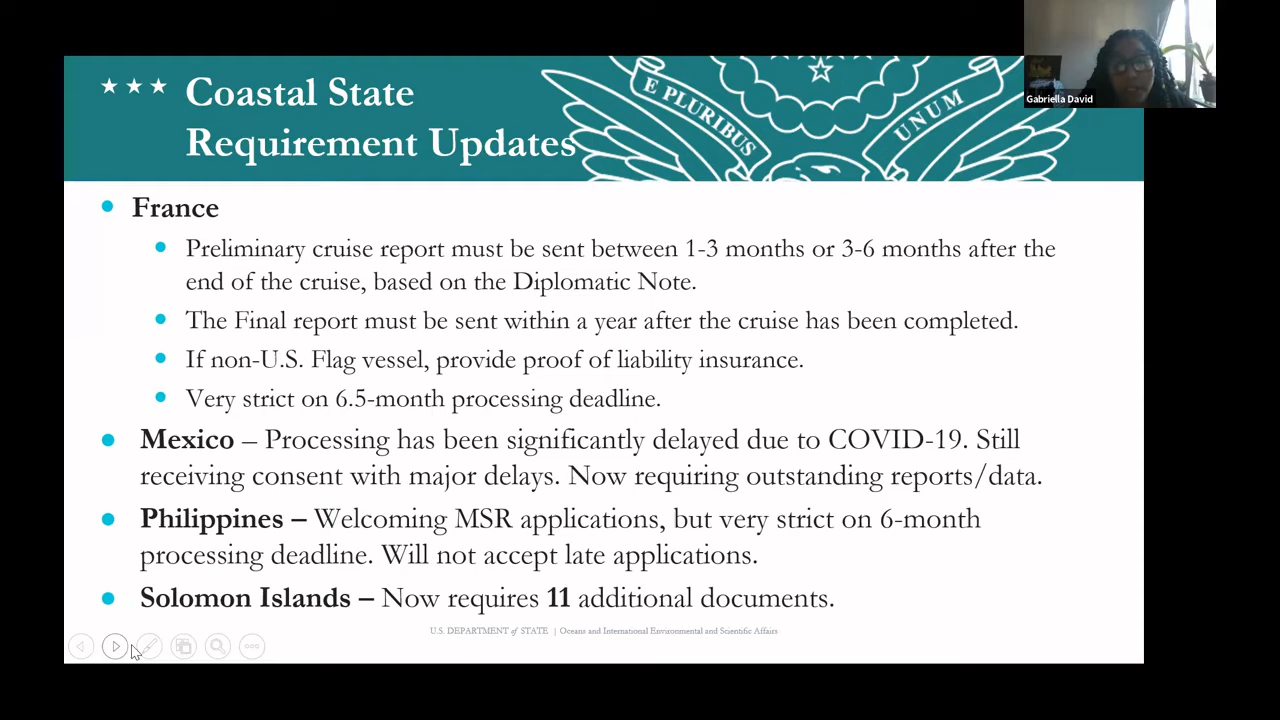 ★★★ Coastal State
Requirement Updates
E PLURIBUS
UNUM
Gabriella David
• France
• Preliminary cruise report must be sent between 1-3 months or 3-6 months after the
end of the cruise, based on the Diplomatic Note.
• The Final report must be sent within a year after the cruise has been completed.
• If non-U.S. Flag vessel, provide proof of liability insurance.
• Very strict on 6.5-month processing deadline.
• Mexico – Processing has been significantly delayed due to COVID-19. Still
receiving consent with major delays. Now requiring outstanding reports/data.
• Philippines – Welcoming MSR applications, but very strict on 6-month
processing deadline. Will not accept late applications.
• Solomon Islands – Now requires 11 additional documents.
U.S. DEPARTMENT of STATE | Oceans and International Environmental and Scientific Affairs